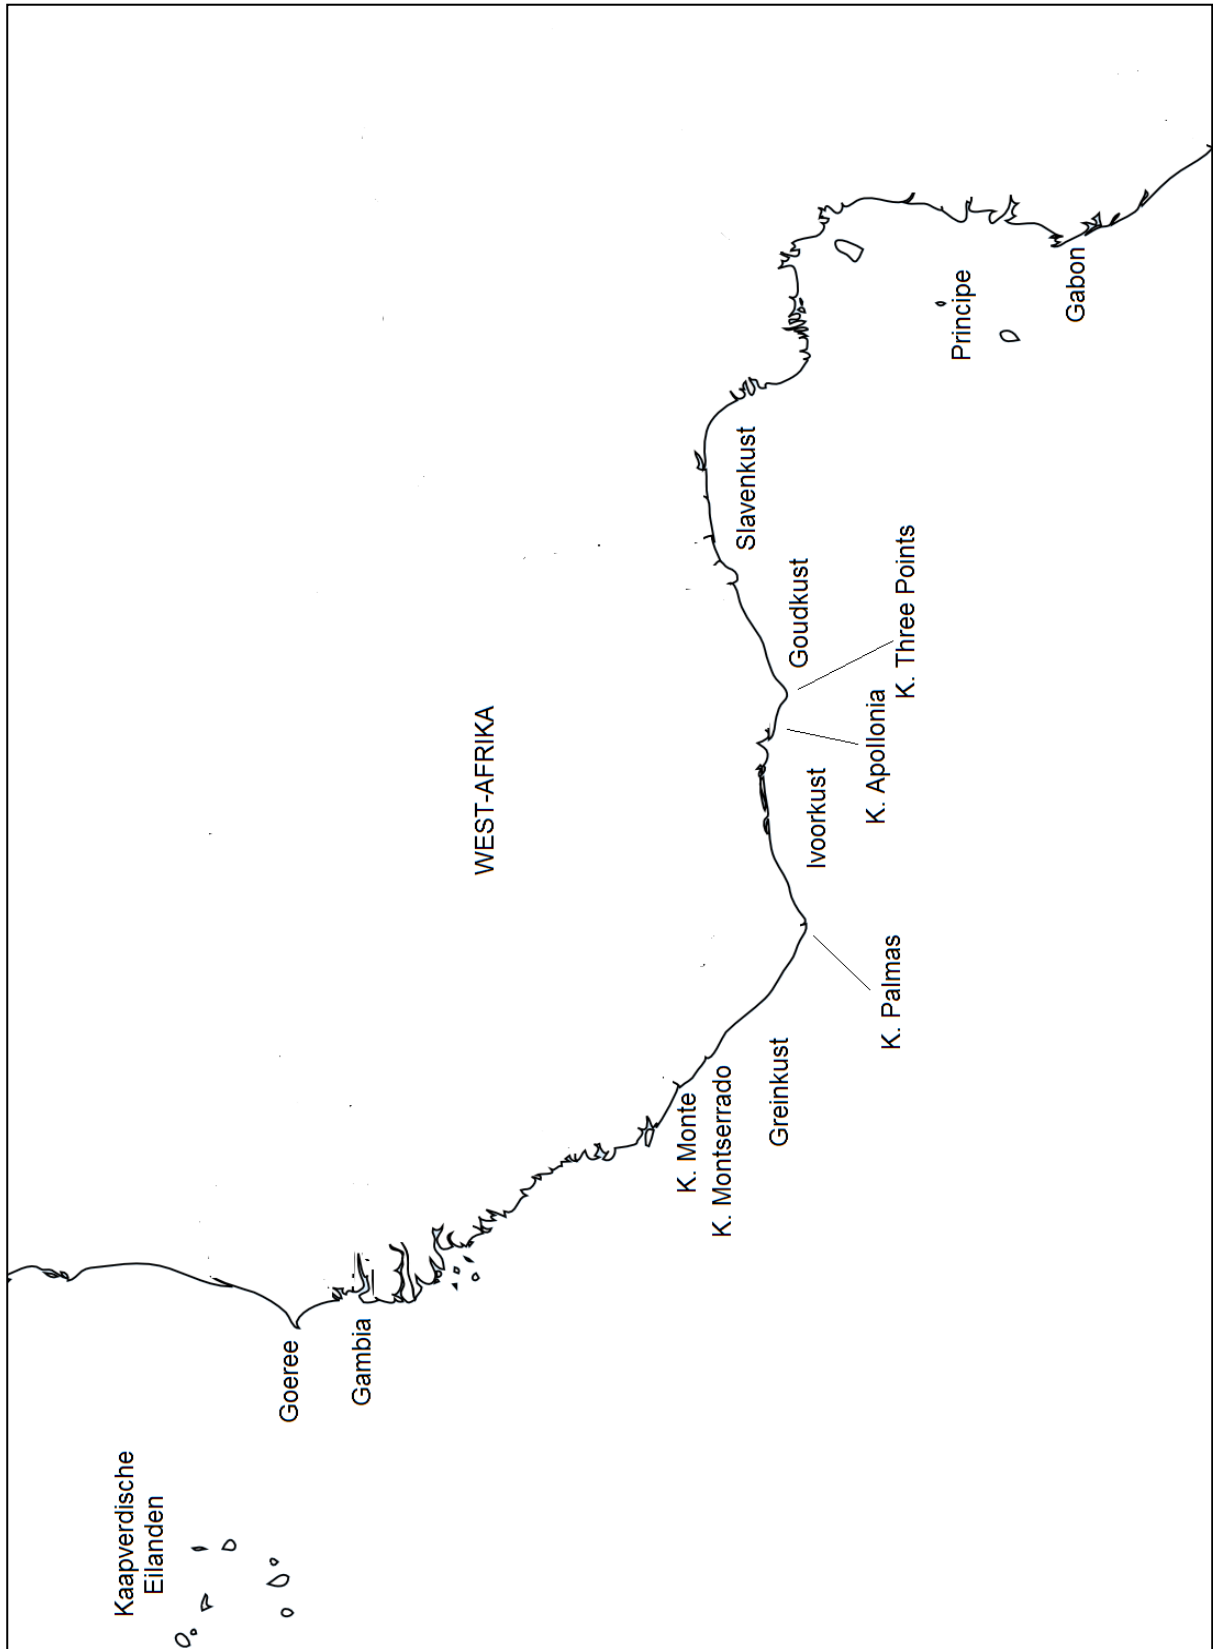 Kaapverdische
Eilanden
Goeree
Gambia
WEST-AFRIKA
K. Monte
K. Montserrado
Greinkust
K. Palmas
Ivoorkust
K. Apollonia
K. Three Points
Goudkust
Slavenkust
Principe
Gabon